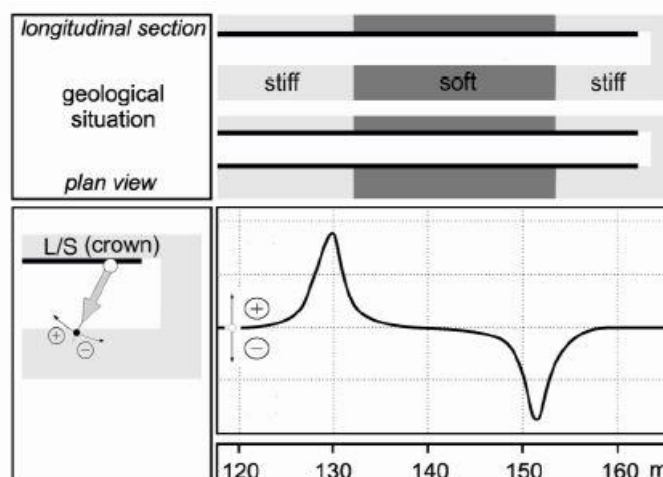 longitudinal section
geological
situation
plan view
stiff
soft
stiff
L/S (crown)
+
−
+
−
120
130
140
150
160
m